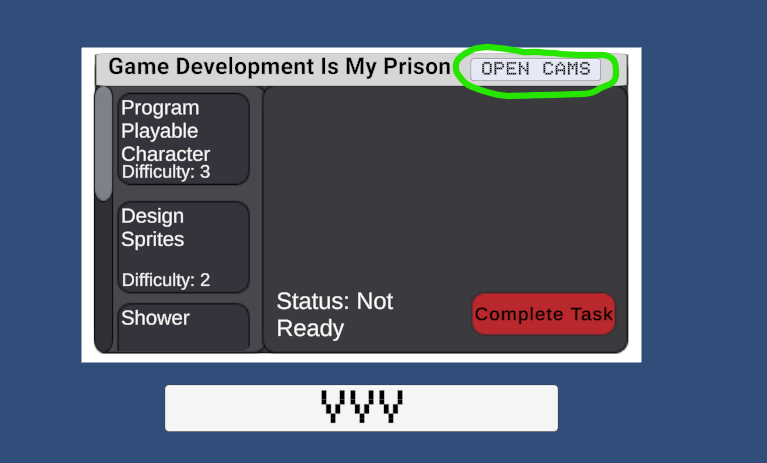 Game Development Is My Prison
OPEN CAMS
Program
Playable
Character
Difficulty: 3
Design
Sprites
Difficulty: 2
Shower
Status: Not
Ready
Complete Task
VVV